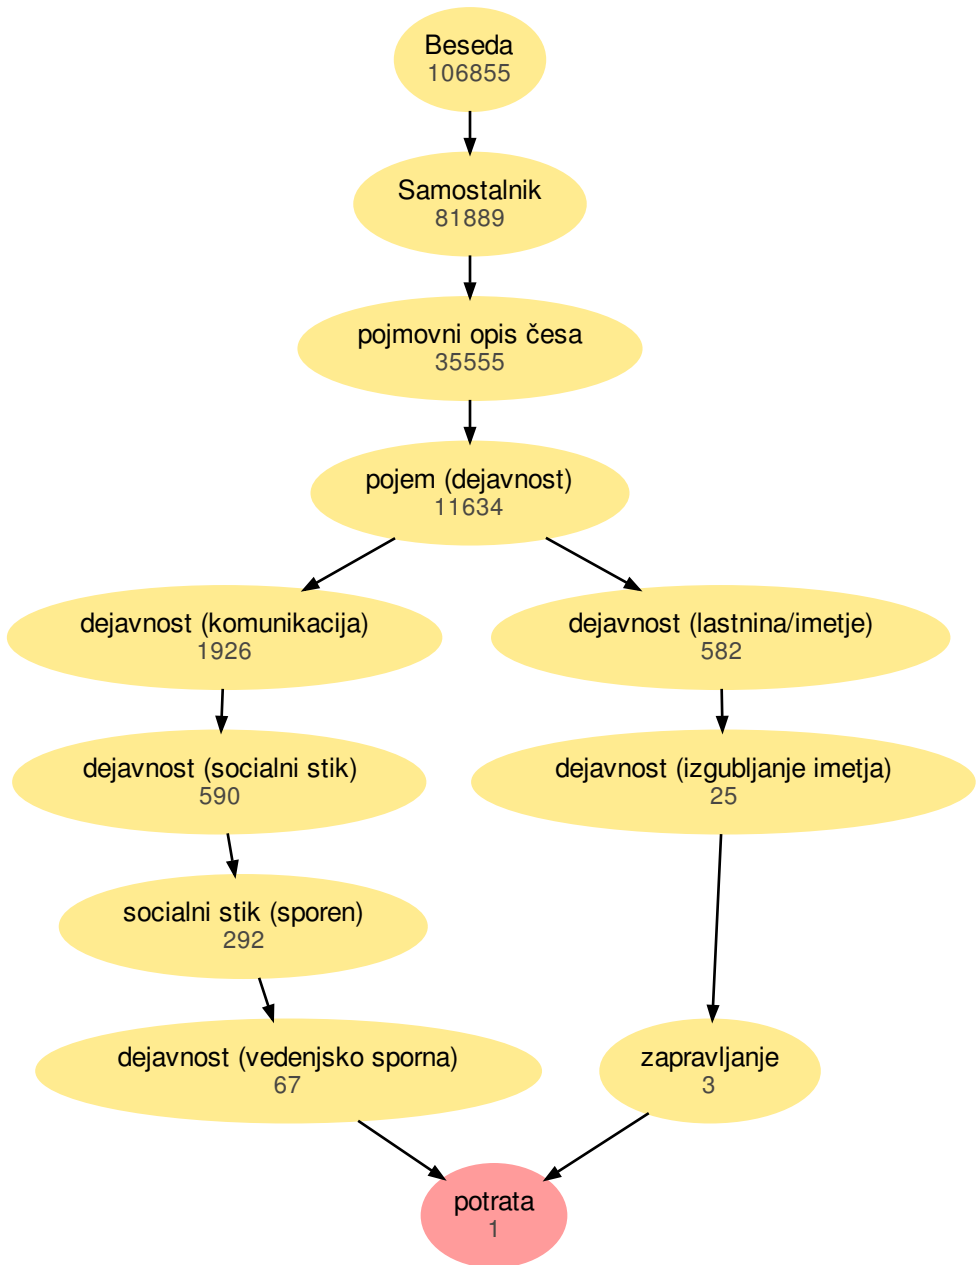 Beseda
106855
Samostalnik
81889
pojmovni opis česa
35555
pojem (dejavnost)
11634
dejavnost (komunikacija)
1926
dejavnost (lastnina/imetje)
582
dejavnost (socialni stik)
590
dejavnost (izgubljanje imetja)
25
socialni stik (sporen)
292
dejavnost (vedenjsko sporna)
67
zapravljanje
3
potrata
1